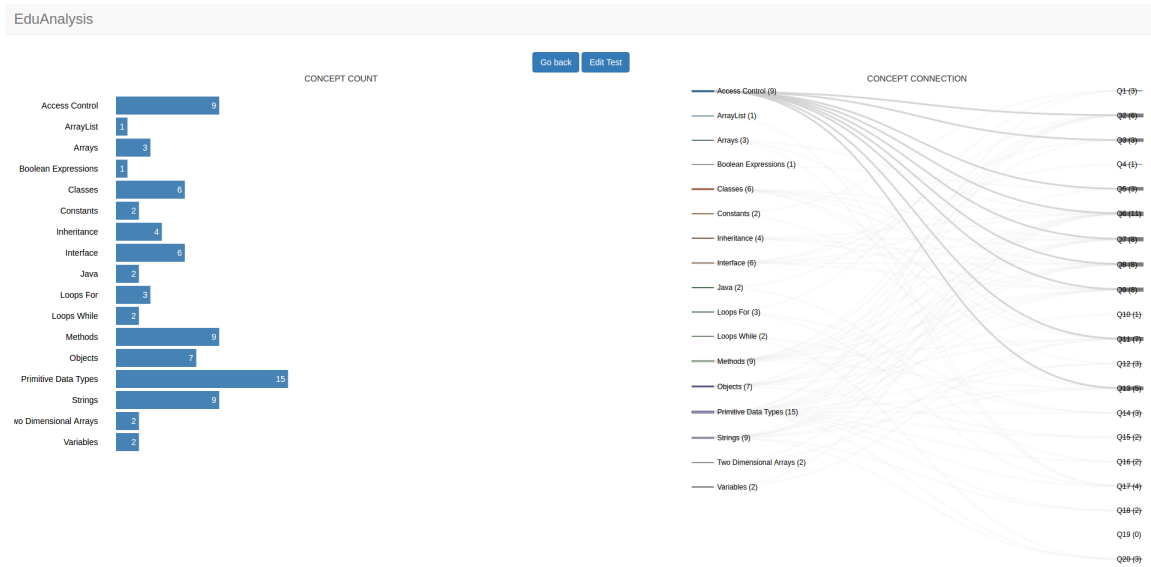 EduAnalysis
Go back Edit Test
CONCEPT COUNT
Access Control 9
ArrayList 1
Arrays 3
Boolean Expressions 1
Classes 6
Constants 2
Inheritance 4
Interface 6
Java 2
Loops For 3
Loops While 2
Methods 9
Objects 7
Primitive Data Types 15
Strings 9
wo Dimensional Arrays 2
Variables 2
CONCEPT CONNECTION
Access Control (9)
ArrayList (1)
Arrays (3)
Boolean Expressions (1)
Classes (6)
Constants (2)
Inheritance (4)
Interface (6)
Java (2)
Loops For (3)
Loops While (2)
Methods (9)
Objects (7)
Primitive Data Types (15)
Strings (9)
Two Dimensional Arrays (2)
Variables (2)
Q1 (3)
Q2 (6)
Q3 (3)
Q4 (1)
Q5 (3)
Q6 (11)
Q7 (8)
Q8 (8)
Q9 (8)
Q10 (1)
Q11 (7)
Q12 (3)
Q13 (5)
Q14 (3)
Q15 (2)
Q16 (2)
Q17 (4)
Q18 (2)
Q19 (0)
Q20 (3)